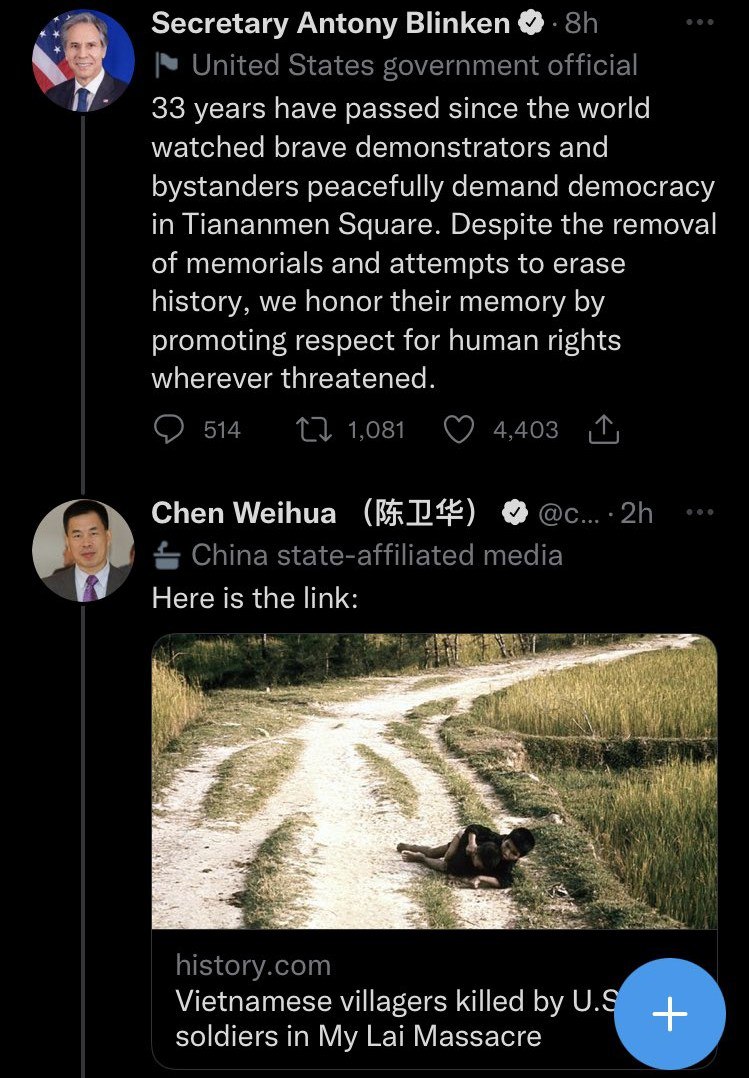 Secretary Antony Blinken · 8h
United States government official
33 years have passed since the world
watched brave demonstrators and
bystanders peacefully demand democracy
in Tiananmen Square. Despite the removal
of memorials and attempts to erase
history, we honor their memory by
promoting respect for human rights
wherever threatened.
514 1,081 4,403
Chen Weihua （陈卫华） @c... · 2h
China state-affiliated media
Here is the link:
history.com
Vietnamese villagers killed by U.S
soldiers in My Lai Massacre